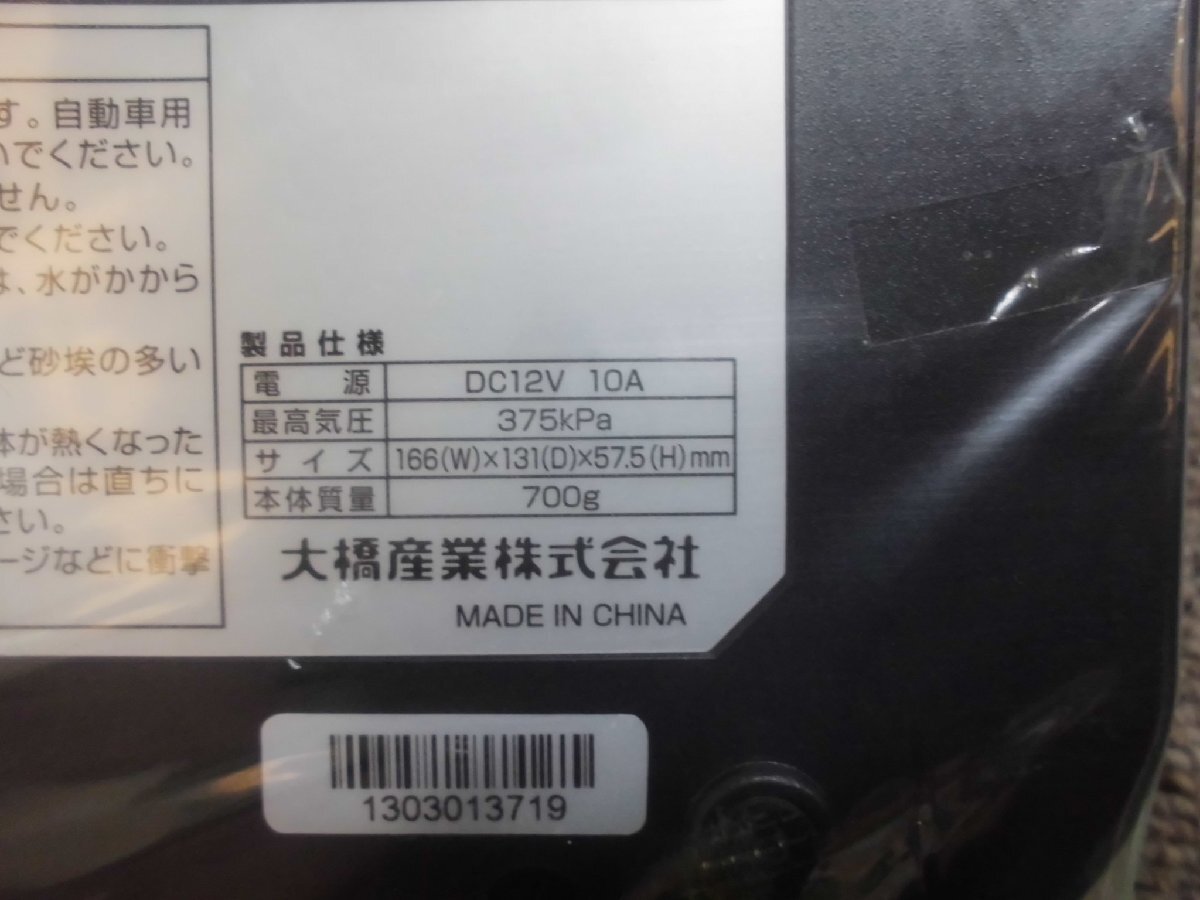 す。自動車用
いでください。
せん。
でください。
は、水がかから
ど砂埃の多い
体が熱くなった
場合は直ちに
さい。
ージなどに衝撃
製品仕様
電源 DC12V 10A
最高気圧 375kPa
サイズ 166(W)×131(D)×57.5(H)mm
本体質量 700g
大橋産業株式会社
MADE IN CHINA
1303013719